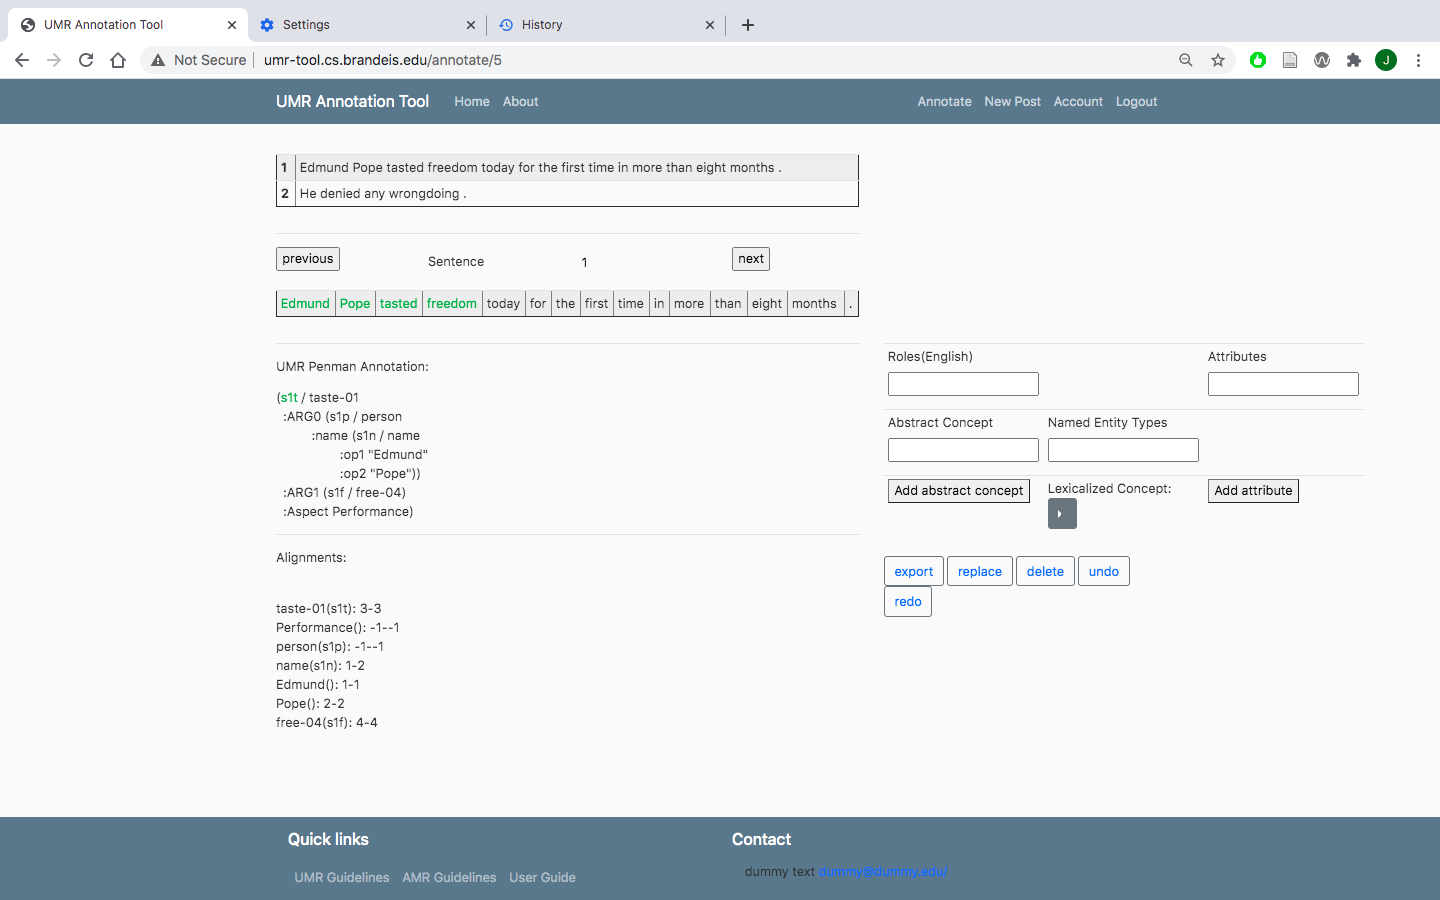 UMR Annotation Tool
Settings
History
Not Secure
umr-tool.cs.brandeis.edu/annotate/5
J
UMR Annotation Tool Home About Annotate New Post Account Logout
1 Edmund Pope tasted freedom today for the first time in more than eight months .
2 He denied any wrongdoing .
previous Sentence 1 next
Edmund Pope tasted freedom today for the first time in more than eight months .
UMR Penman Annotation:
(s1t / taste-01
:ARG0 (s1p / person
:name (s1n / name
:op1 "Edmund"
:op2 "Pope"))
:ARG1 (s1f / free-04)
:Aspect Performance)
Alignments:
taste-01(s1t): 3-3
Performance(): -1--1
person(s1p): -1--1
name(s1n): 1-2
Edmund(): 1-1
Pope(): 2-2
free-04(s1f): 4-4
Roles(English) Attributes
Abstract Concept Named Entity Types
Add abstract concept Lexicalized Concept: Add attribute
export replace delete undo
redo
Quick links
UMR Guidelines AMR Guidelines User Guide
Contact
dummy text dummy@dummy.edu/